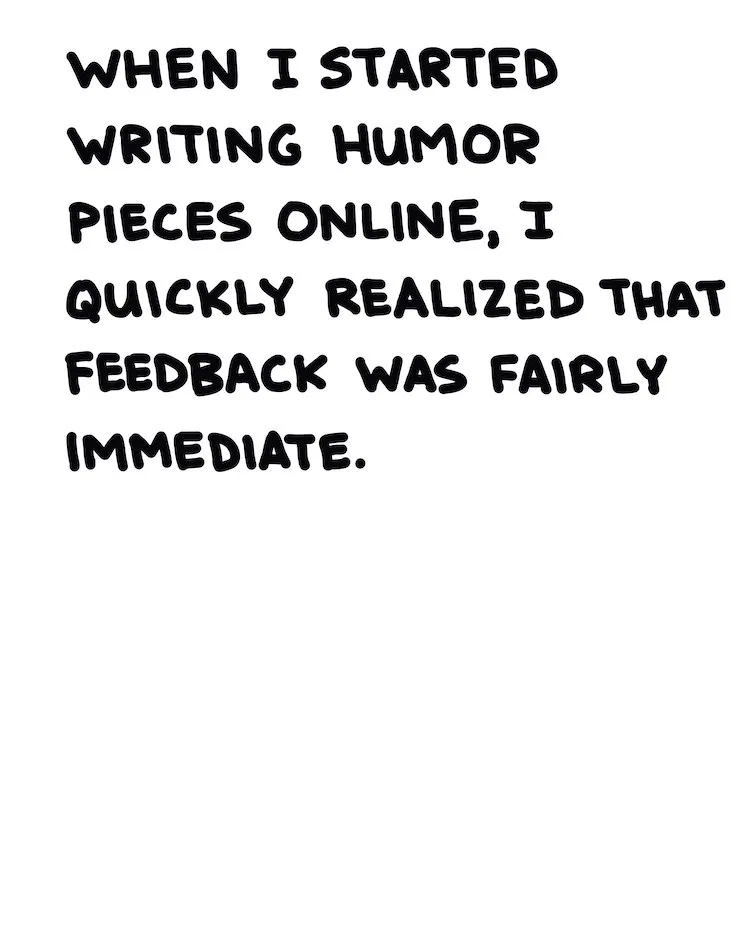 WHEN I STARTED
WRITING HUMOR
PIECES ONLINE, I
QUICKLY REALIZED THAT
FEEDBACK WAS FAIRLY
IMMEDIATE.